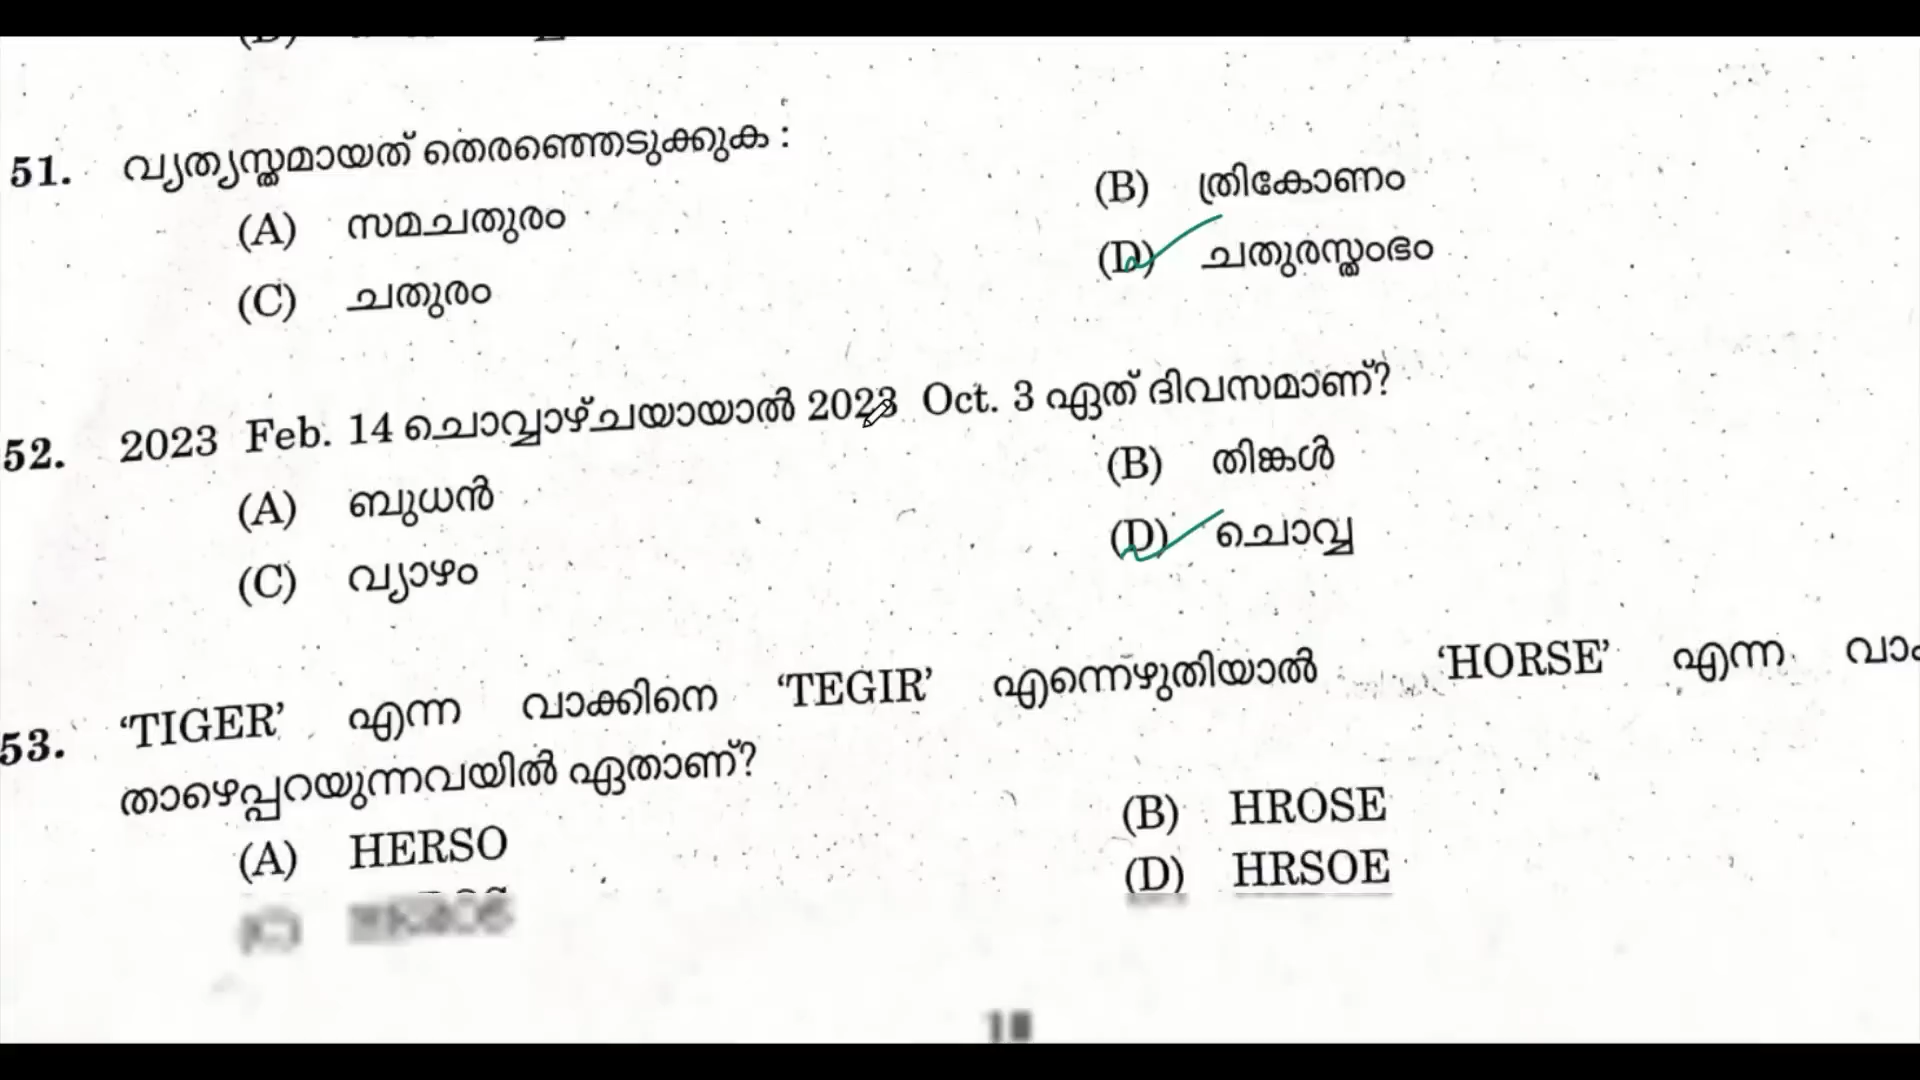 51. വ്യത്യസ്തമായത് തെരഞ്ഞെടുക്കുക :
(A) സമചതുരം (B) ത്രികോണം
(C) ചതുരം (D) ചതുരസ്തംഭം
52. 2023 Feb. 14 ചൊവ്വാഴ്ചയായാൽ 2023 Oct. 3 ഏത് ദിവസമാണ്?
(A) ബുധൻ (B) തിങ്കൾ
(C) വ്യാഴം (D) ചൊവ്വ
53. ‘TIGER’ എന്ന വാക്കിനെ ‘TEGIR’ എന്നെഴുതിയാൽ ‘HORSE’ എന്ന
താഴെപ്പറയുന്നവയിൽ ഏതാണ്?
(A) HERSO (B) HROSE
(D) HRSOE